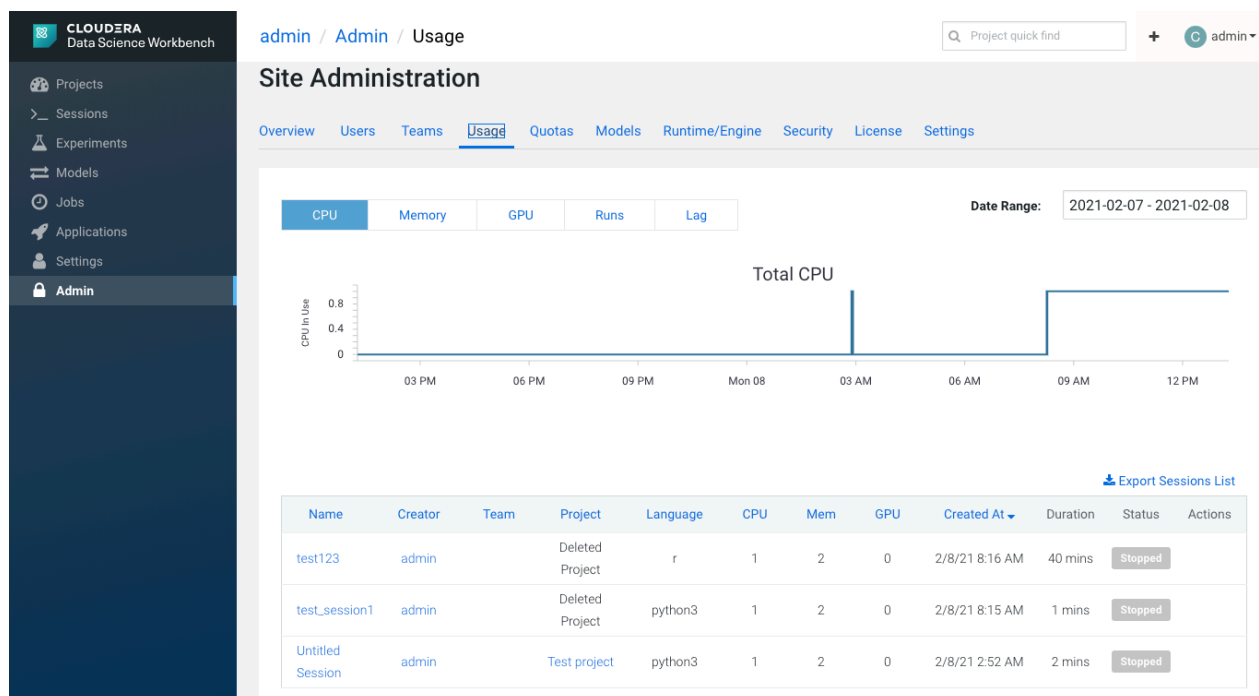 CLOUDERA
Data Science Workbench
admin / Admin / Usage
Project quick find
+
C admin
Projects
Sessions
Experiments
Models
Jobs
Applications
Settings
Admin
Site Administration
Overview Users Teams Usage Quotas Models Runtime/Engine Security License Settings
CPU Memory GPU Runs Lag
Date Range: 2021-02-07 - 2021-02-08
Total CPU
CPU In Use
0.8
0.4
0
03 PM 06 PM 09 PM Mon 08 03 AM 06 AM 09 AM 12 PM
Export Sessions List
Name Creator Team Project Language CPU Mem GPU Created At Duration Status Actions
test123 admin Deleted Project r 1 2 0 2/8/21 8:16 AM 40 mins Stopped
test_session1 admin Deleted Project python3 1 2 0 2/8/21 8:15 AM 1 mins Stopped
Untitled Session admin Test project python3 1 2 0 2/8/21 2:52 AM 2 mins Stopped